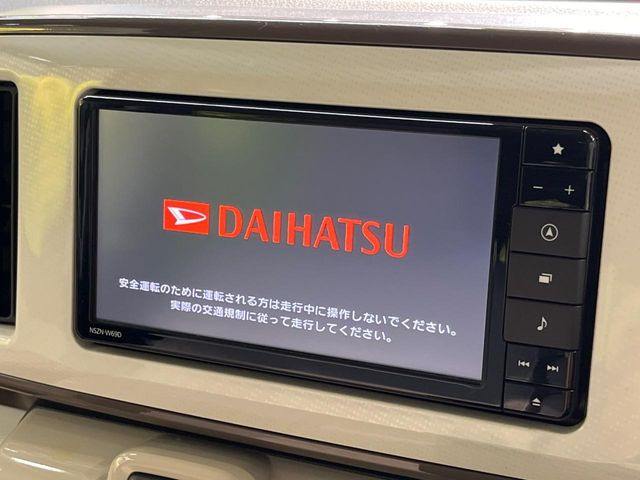 DAIHATSU
安全運転のために運転される方は走行中に操作しないでください。
実際の交通規制に従って走行してください。
NSZN-W69D